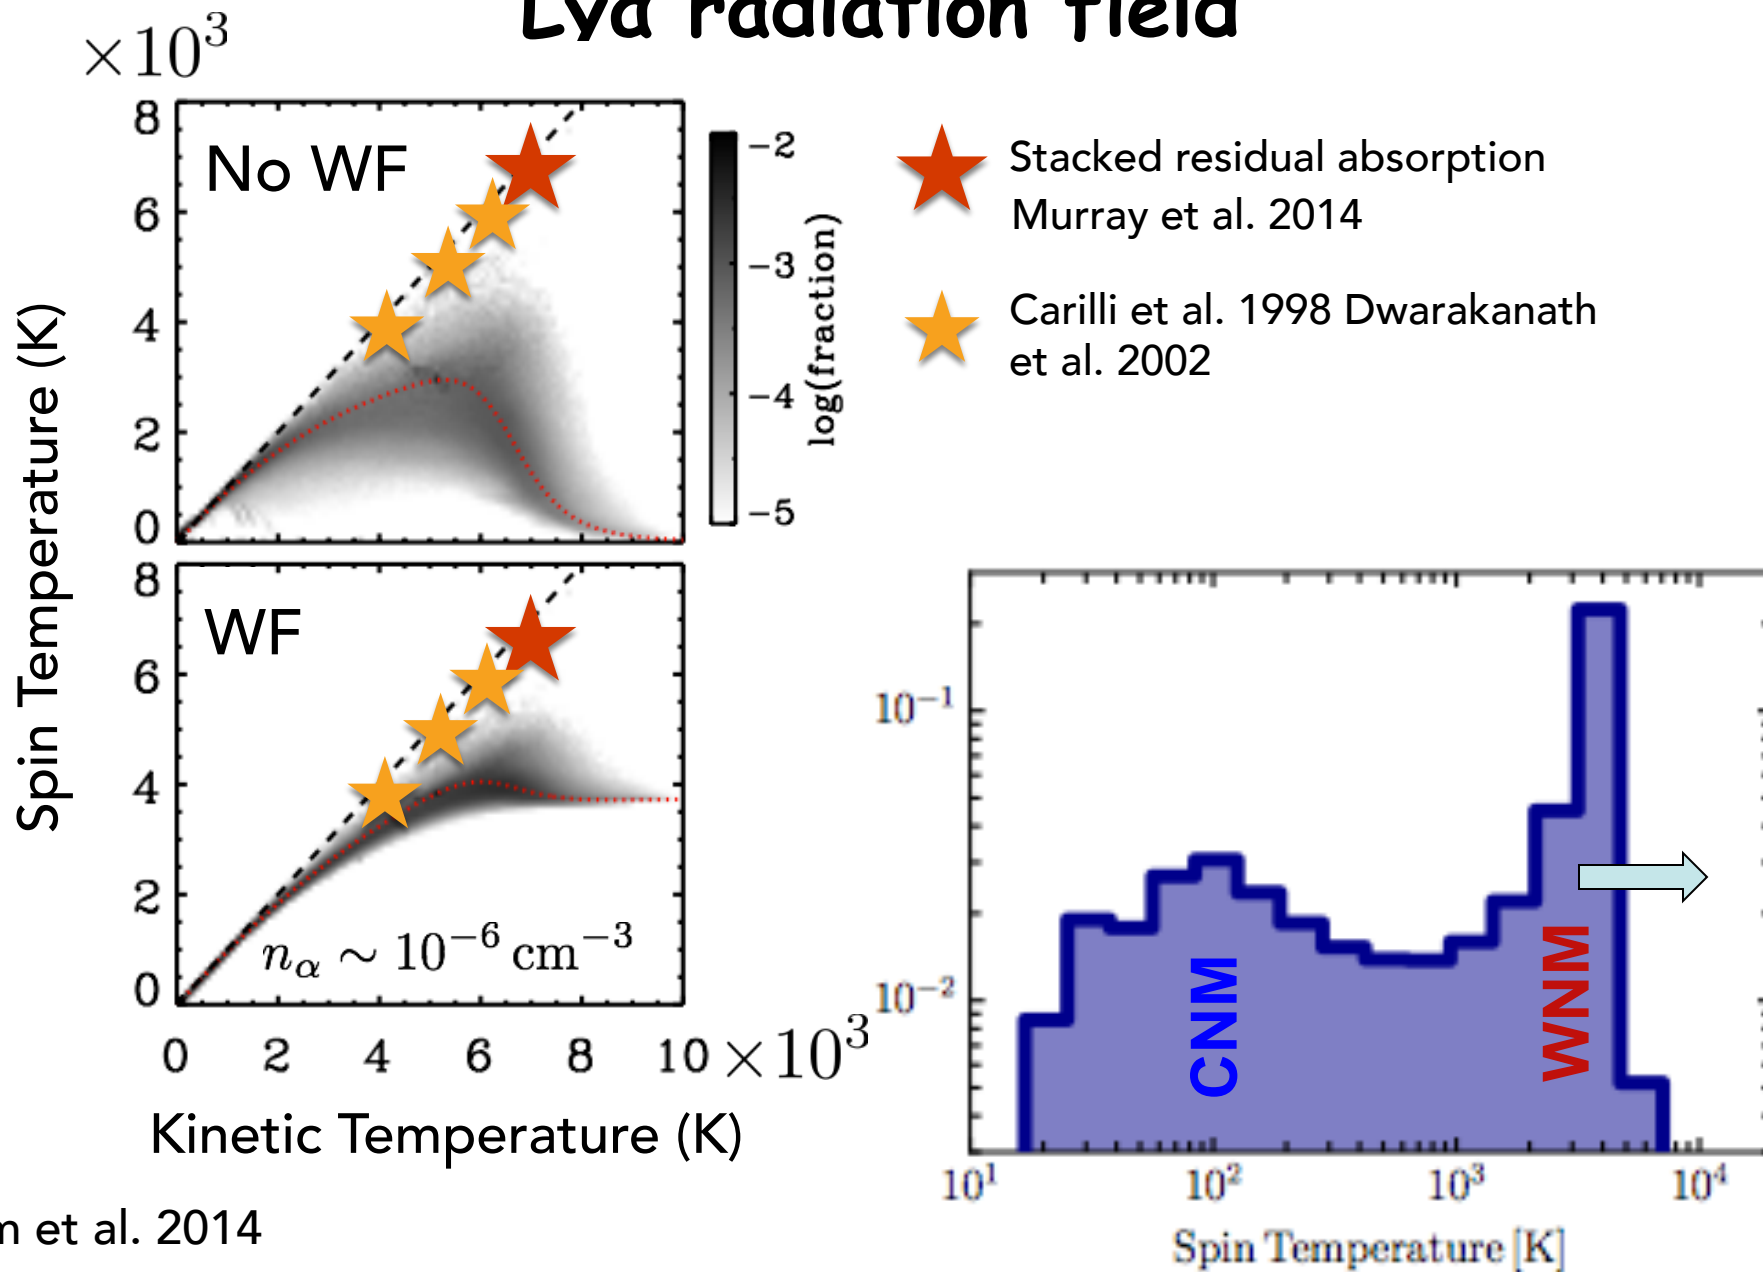 Lyα radiation field
×10³
8
6
4
2
0
No WF
−2
−3
−4
−5
log(fraction)
Stacked residual absorption
Murray et al. 2014
Carilli et al. 1998 Dwarakanath
et al. 2002
Spin Temperature (K)
8
6
4
2
0
WF
nα ∼ 10⁻⁶ cm⁻³
0 2 4 6 8 10 ×10³
Kinetic Temperature (K)
et al. 2014
10⁻¹
10⁻²
CNM
WNM
10¹ 10² 10³ 10⁴
Spin Temperature [K]